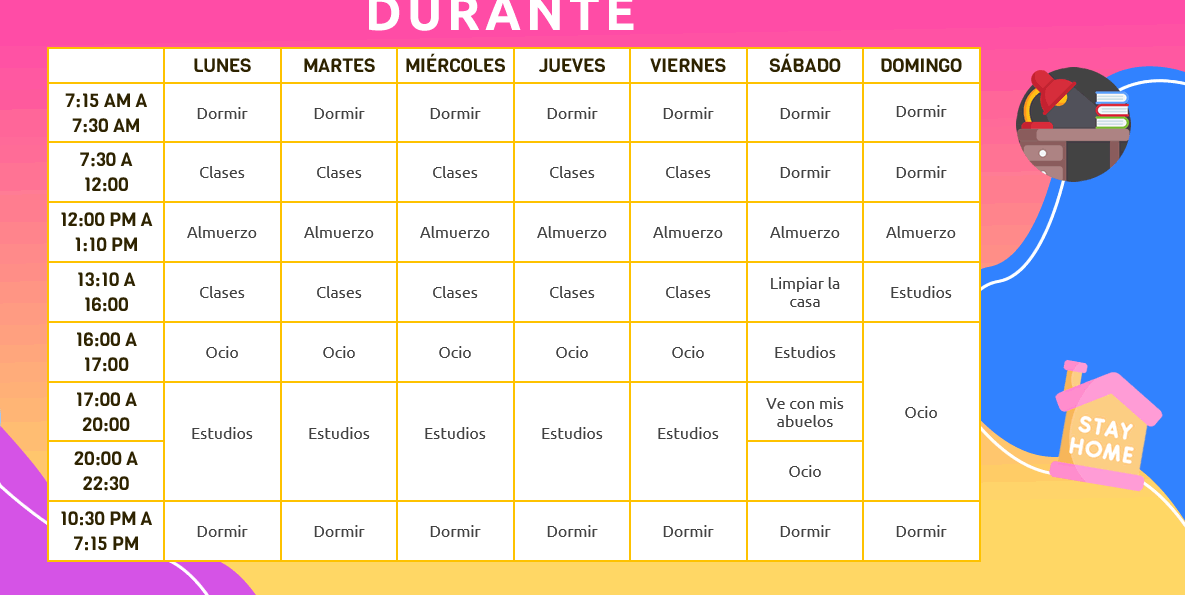 DURANTE
LUNES MARTES MIÉRCOLES JUEVES VIERNES SÁBADO DOMINGO
7:15 AM A
7:30 AM
Dormir Dormir Dormir Dormir Dormir Dormir Dormir
7:30 A
12:00
Clases Clases Clases Clases Clases Dormir Dormir
12:00 PM A
1:10 PM
Almuerzo Almuerzo Almuerzo Almuerzo Almuerzo Almuerzo Almuerzo
13:10 A
16:00
Clases Clases Clases Clases Clases Limpiar la
casa
Estudios
16:00 A
17:00
Ocio Ocio Ocio Ocio Ocio Estudios
17:00 A
20:00
Ve con mis
abuelos
Ocio
Estudios Estudios Estudios Estudios Estudios
20:00 A
22:30
Ocio
10:30 PM A
7:15 PM
Dormir Dormir Dormir Dormir Dormir Dormir Dormir
STAY
HOME